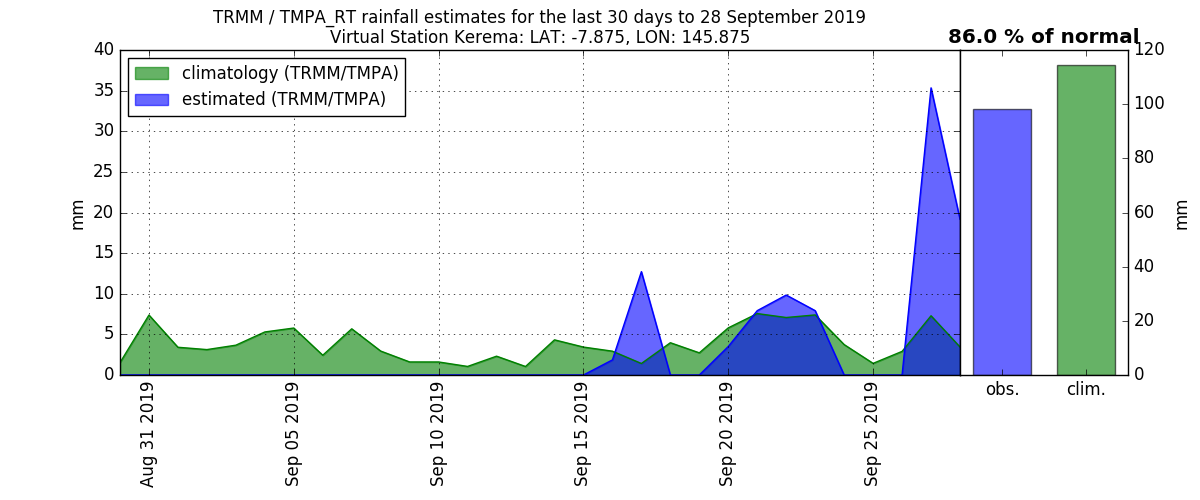 TRMM / TMPA_RT rainfall estimates for the last 30 days to 28 September 2019
Virtual Station Kerema: LAT: -7.875, LON: 145.875
86.0 % of normal
climatology (TRMM/TMPA)
estimated (TRMM/TMPA)
mm
40
35
30
25
20
15
10
5
0
Aug 31 2019
Sep 05 2019
Sep 10 2019
Sep 15 2019
Sep 20 2019
Sep 25 2019
obs.
clim.
120
100
80
60
40
20
0
mm